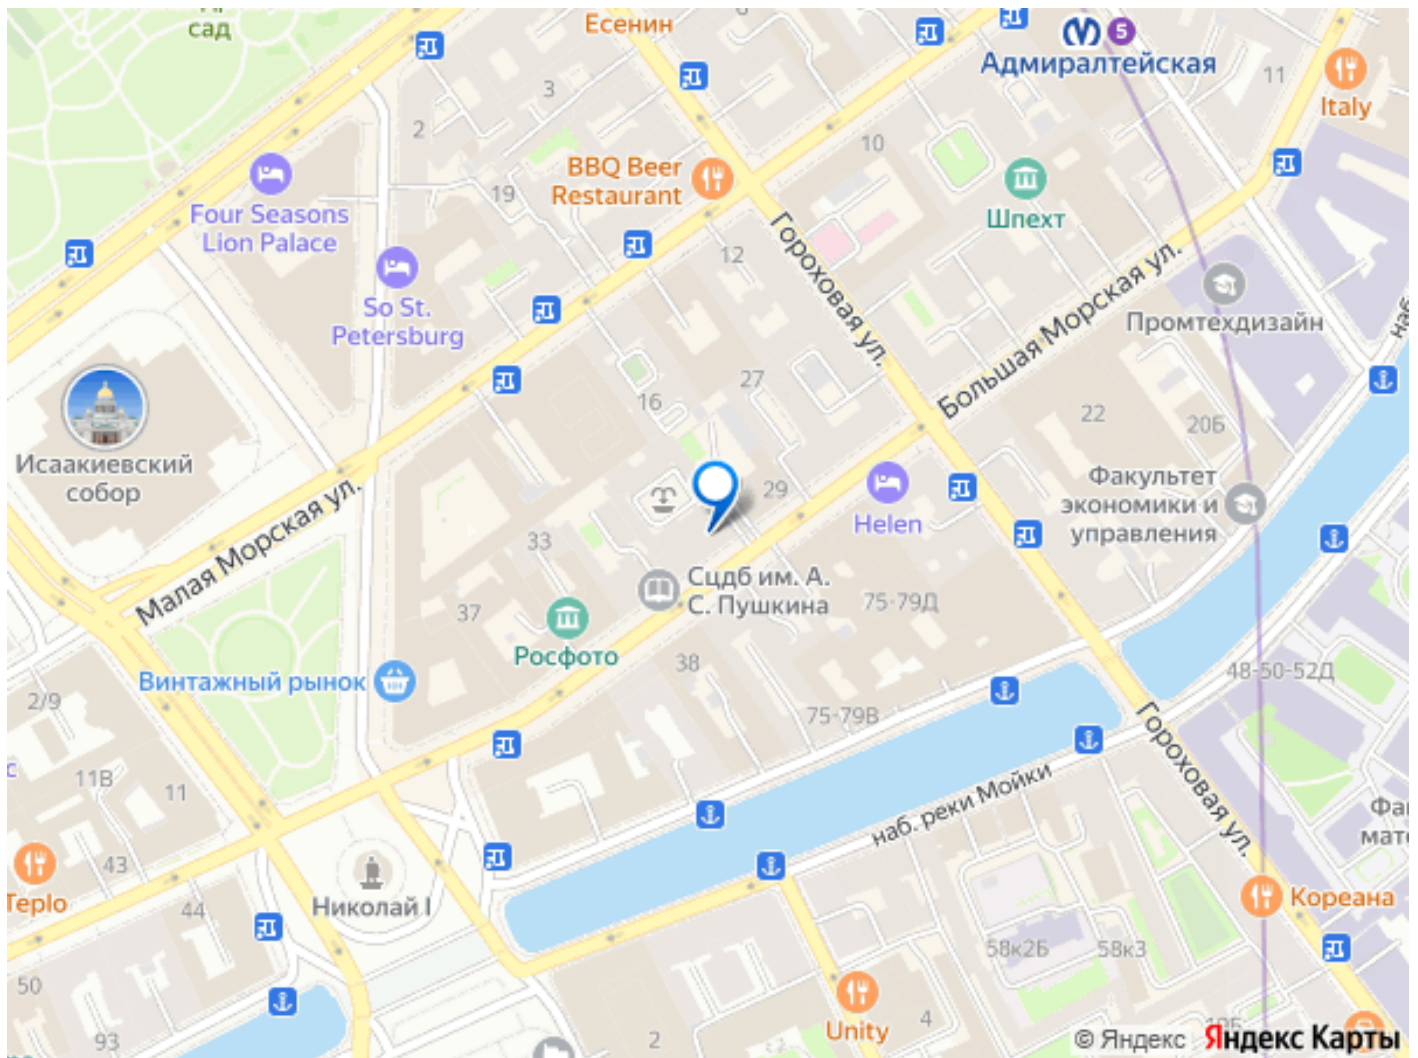 сад
Есенин
5
Адмиралтейская
11
Italy
3
2
10
BBQ Beer
Restaurant
19
Шпехт
Four Seasons
Lion Palace
Гороховая ул.
12
Большая Морская ул.
So St.
Petersburg
Промтехдизайн
наб.
27
16
22
20Б
Исаакиевский
собор
Факультет
экономики и
управления
29
Helen
Малая Морская ул.
33
Сцдб им. А.
С. Пушкина
75-79Д
37
Росфото
38
48-50-52Д
Винтажный рынок
2/9
75-79В
Гороховая ул.
с
11В
11
наб. реки Мойки
Фа
мат
43
Teplo
Николай I
44
Кореана
58к2Б
58к3
50
Unity
4
2
93
© Яндекс Яндекс Карты